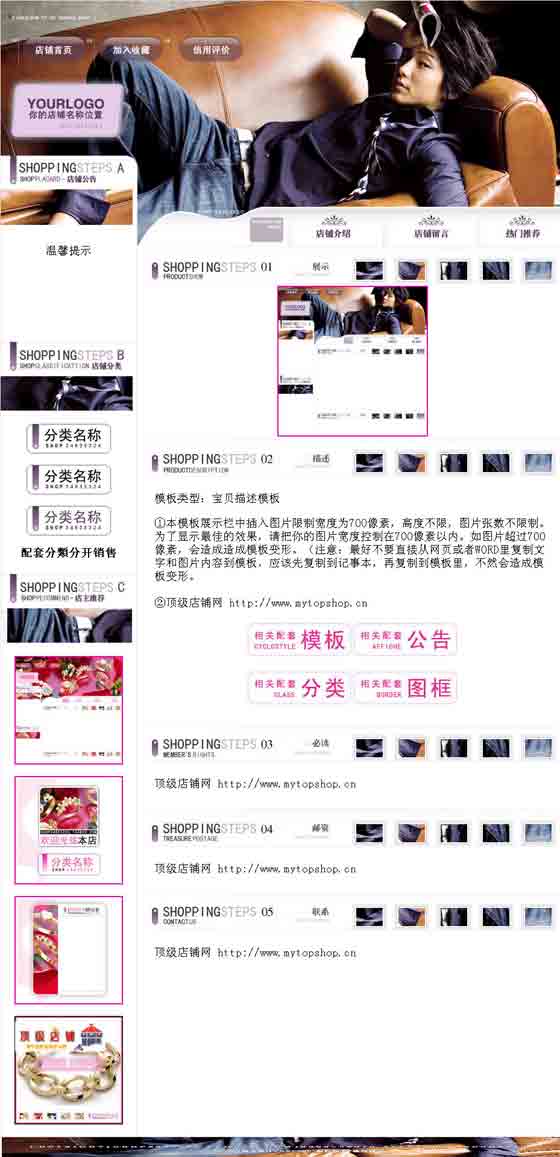 店铺首页
加入收藏
信用评价
YOURLOGO
你的店铺名称位置
SHOPPINGSTEPS A
SHOPPLACARD - 店铺公告
温馨提示
SHOPPINGSTEPS B
店铺分类
分类名称
分类名称
分类名称
配套分類分开销售
SHOPPINGSTEPS C
店主推荐
欢迎光临本店
分类名称
顶级店铺
店铺介绍
店铺留言
热门推荐
SHOPPINGSTEPS 01 展示
SHOPPINGSTEPS 02 描述
PRODUCTDESCRYPTION
模板类型：宝贝描述模板
①本模板展示栏中插入图片限制宽度为700像素，高度不限，图片张数不限制。
为了显示最佳的效果，请把你的图片宽度控制在700像素以内。如图片超过700
像素，会造成造成模板变形。（注意：最好不要直接从网页或者WORD里复制文
字和图片内容到模板，应该先复制到记事本，再复制到模板里，不然会造成模
板变形。
②顶级店铺网 http://www.mytopshop.cn
相关配套 模板
CYCLOSTYLE
相关配套 公告
AFFICHE
相关配套 分类
CLASS
相关配套 图框
BORDER
SHOPPINGSTEPS 03 必读
MEMBER'S RIGHTS
顶级店铺网 http://www.mytopshop.cn
SHOPPINGSTEPS 04 邮资
TREASURE POSTAGE
顶级店铺网 http://www.mytopshop.cn
SHOPPINGSTEPS 05 联系
CONTACTUS
顶级店铺网 http://www.mytopshop.cn